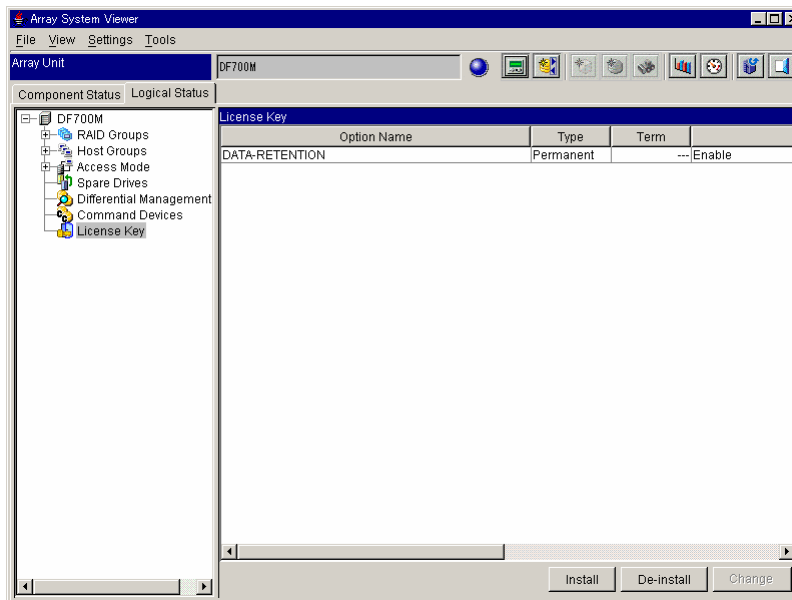 Array System Viewer
File View Settings Tools
Array Unit DF700M
Component Status Logical Status
DF700M
RAID Groups
Host Groups
Access Mode
Spare Drives
Differential Management
Command Devices
License Key
License Key
Option Name Type Term
DATA-RETENTION Permanent --- Enable
Install De-install Change